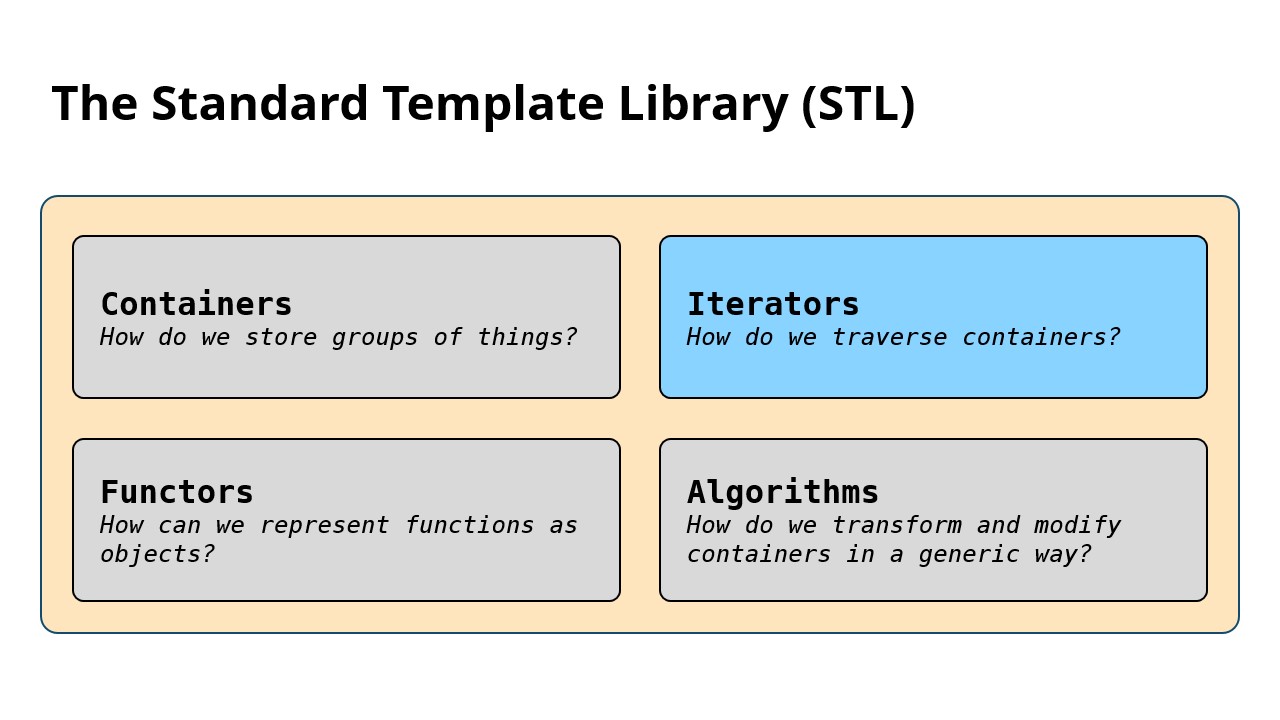 The Standard Template Library (STL)
Containers
How do we store groups of things?
Iterators
How do we traverse containers?
Functors
How can we represent functions as
objects?
Algorithms
How do we transform and modify
containers in a generic way?